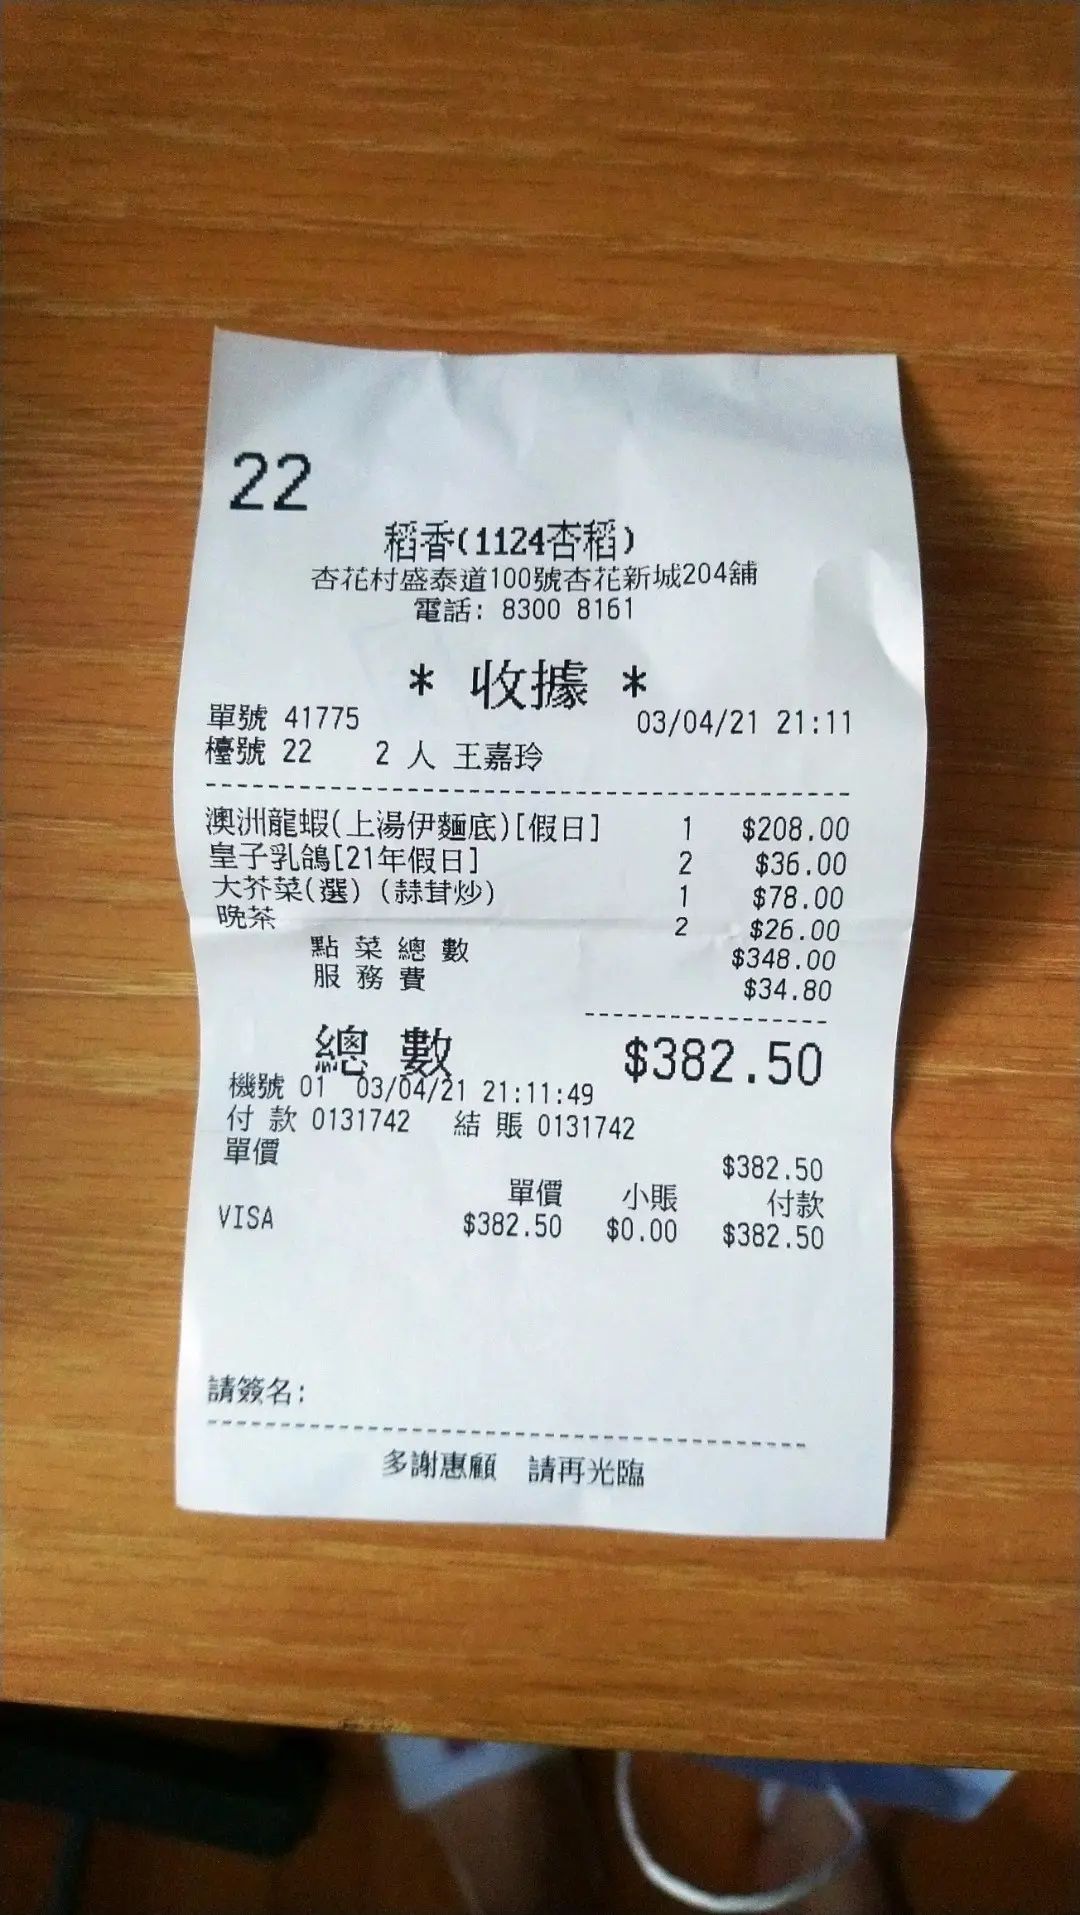 22
稻香(1124杏稻)
杏花村盛泰道100號杏花新城204舖
電話: 8300 8161
* 收據 *
單號 41775 03/04/21 21:11
檯號 22 2 人 王嘉玲
澳洲龍蝦(上湯伊麵底)[假日] 1 $208.00
皇子乳鴿[21年假日] 2 $36.00
大芥菜(選) (蒜茸炒) 1 $78.00
晚茶 2 $26.00
點菜總數 $348.00
服務費 $34.80
總數 $382.50
機號 01 03/04/21 21:11:49
付款 0131742 結賬 0131742
單價 $382.50
單價 小賬 付款
VISA $382.50 $0.00 $382.50
請簽名:
多謝惠顧 請再光臨